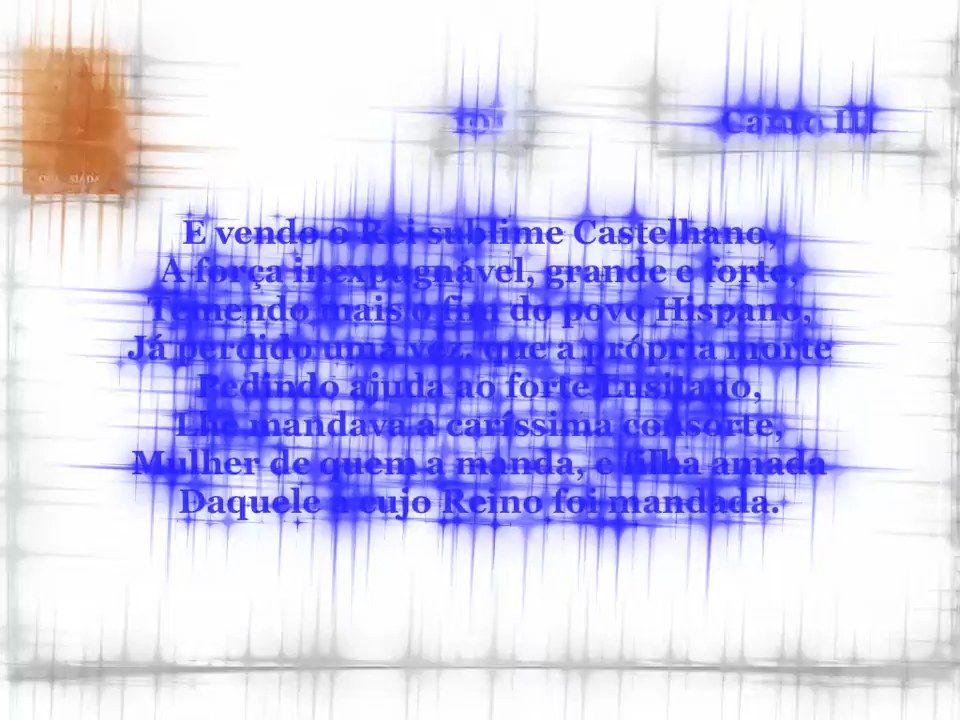 101
Canto III
E vendo o Rei sublime Castelhano,
A força inexpugnável, grande e forte,
Temendo mais o fim do povo Hispano,
Já perdido uma vez, que a própria morte
Pedindo ajuda ao forte Lusitano,
Lhe mandava a caríssima consorte,
Mulher de quem a manda, e filha amada
Daquele a cujo Reino foi mandada.